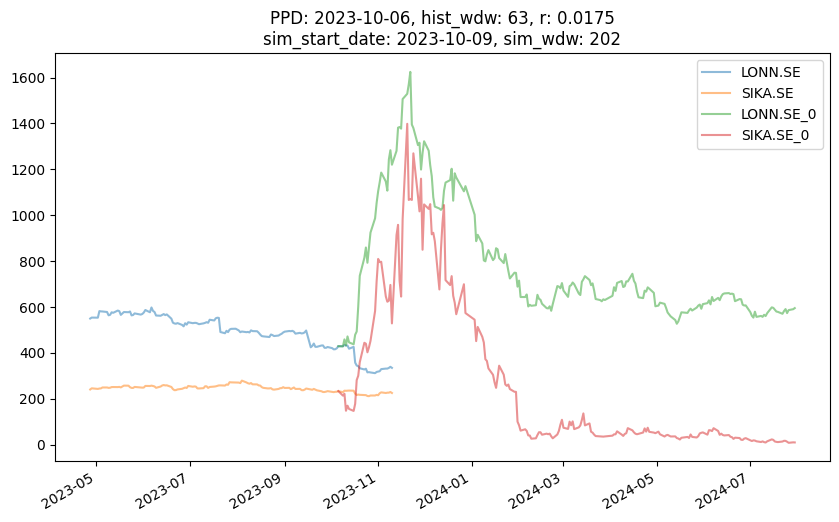 PPD: 2023-10-06, hist_wdw: 63, r: 0.0175
sim_start_date: 2023-10-09, sim_wdw: 202
LONN.SE
SIKA.SE
LONN.SE_0
SIKA.SE_0
1600
1400
1200
1000
800
600
400
200
0
2023-05
2023-07
2023-09
2023-11
2024-01
2024-03
2024-05
2024-07